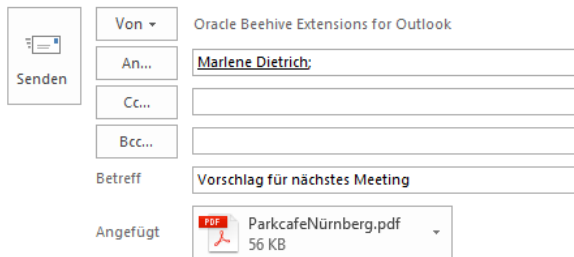 Senden
Von
Oracle Beehive Extensions for Outlook
An...
Marlene Dietrich;
Cc...
Bcc...
Betreff
Vorschlag für nächstes Meeting
Angefügt
PDF
ParkcafeNürnberg.pdf
56 KB